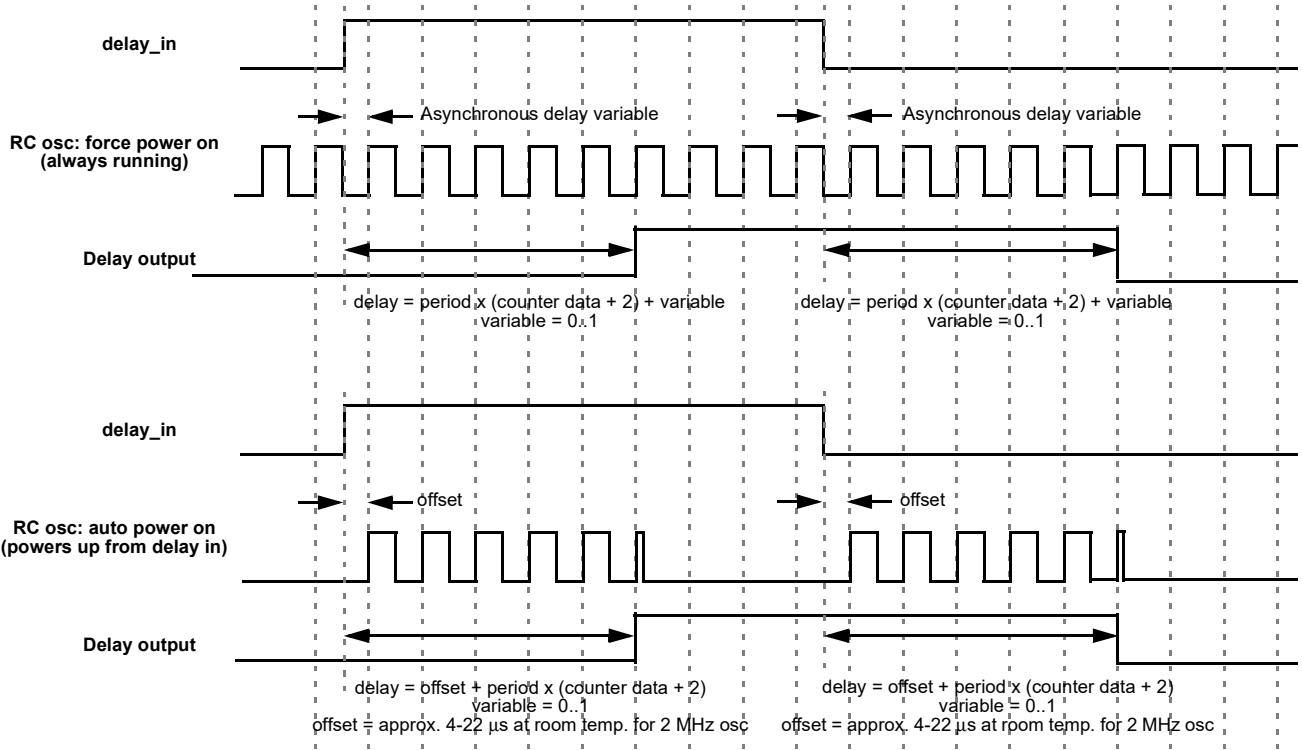 delay_in
Asynchronous delay variable
Asynchronous delay variable
RC osc: force power on
(always running)
Delay output
delay = period x (counter data + 2) + variable
variable = 0..1
delay = period x (counter data + 2) + variable
variable = 0..1
delay_in
offset
offset
RC osc: auto power on
(powers up from delay in)
Delay output
delay = offset + period x (counter data + 2)
variable = 0..1
offset = approx. 4-22 μs at room temp. for 2 MHz osc
delay = offset + period x (counter data + 2)
variable = 0..1
offset = approx. 4-22 μs at room temp. for 2 MHz osc